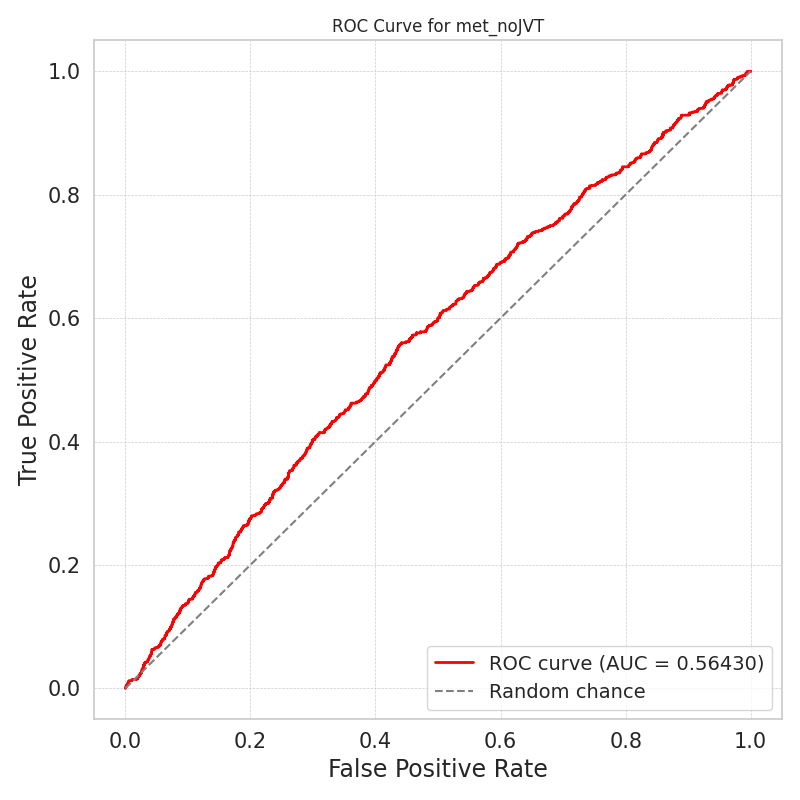 ROC Curve for met_noJVT
1.0
0.8
0.6
0.4
0.2
0.0
True Positive Rate
ROC curve (AUC = 0.56430)
Random chance
0.0 0.2 0.4 0.6 0.8 1.0
False Positive Rate